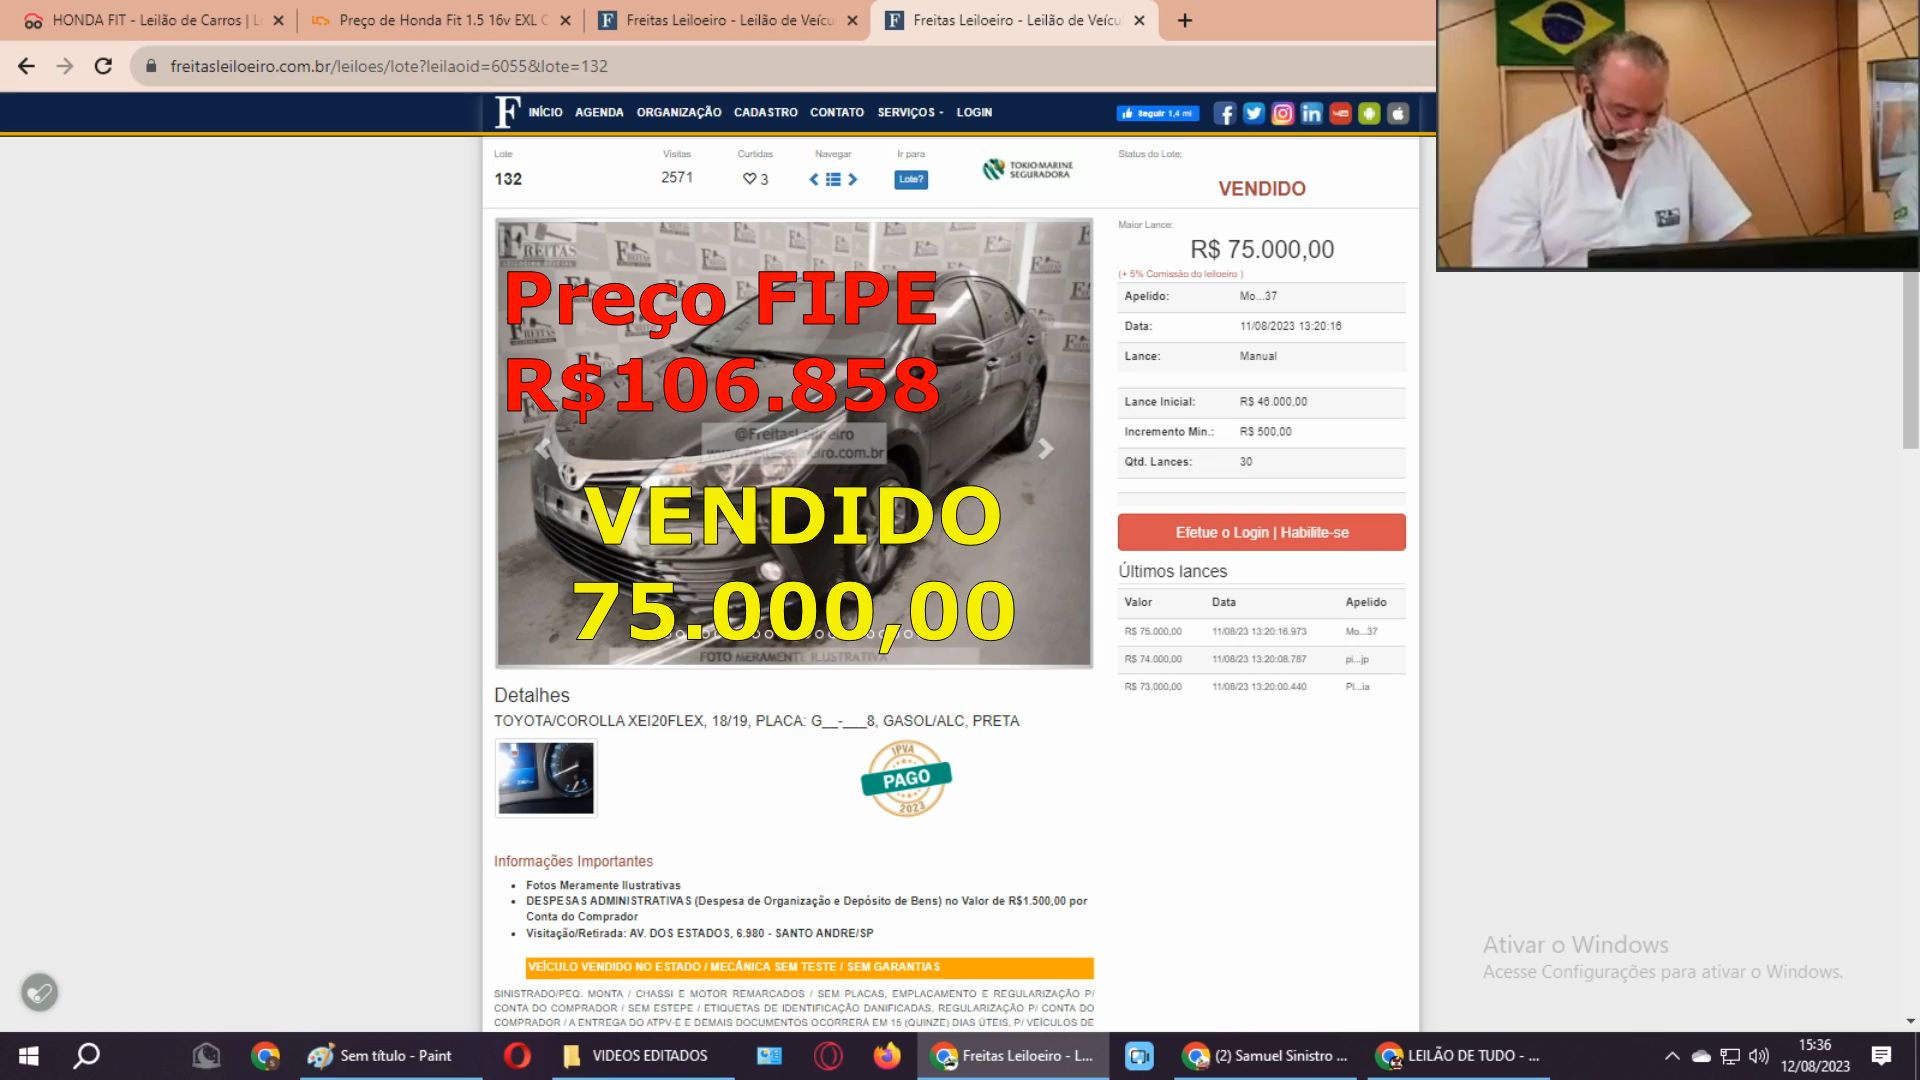 HONDA FIT - Leilão de Carros | L
Preço de Honda Fit 1.5 16v EXL C
Freitas Leiloeiro - Leilão de Veícu
Freitas Leiloeiro - Leilão de Veícu
freitasleiloeiro.com.br/leiloes/lote?leilaoid=6055&lote=132
F INÍCIO AGENDA ORGANIZAÇÃO CADASTRO CONTATO SERVIÇOS LOGIN
Seguir 1,4 mi
Lote
Visitas
Curtidas
Navegar
Ir para
132
2571
3
Lote?
TOKIO MARINE
SEGURADORA
Status do Lote:
VENDIDO
Maior Lance:
R$ 75.000,00
(+ 5% Comissão do leiloeiro )
Apelido: Mo...37
Data: 11/08/2023 13:20:16
Lance: Manual
Lance Inicial: R$ 46.000,00
Incremento Min.: R$ 500,00
Qtd. Lances: 30
Efetue o Login | Habilite-se
Últimos lances
Valor Data Apelido
R$ 75.000,00 11/08/23 13:20:16.973 Mo...37
R$ 74.000,00 11/08/23 13:20:08.787 pi...jp
R$ 73.000,00 11/08/23 13:20:00.440 Pl...ia
FREITAS
Preço FIPE
R$106.858
@FreitasLeiloeiro
www.freitasleiloeiro.com.br
VENDIDO
75.000,00
FOTO MERAMENTE ILUSTRATIVA
Detalhes
TOYOTA/COROLLA XEI20FLEX, 18/19, PLACA: G__-___8, GASOL/ALC, PRETA
IPVA
PAGO
2023
Informações Importantes
Fotos Meramente Ilustrativas
DESPESAS ADMINISTRATIVAS (Despesa de Organização e Depósito de Bens) no Valor de R$1.500,00 por
Conta do Comprador
Visitação/Retirada: AV. DOS ESTADOS, 6.980 - SANTO ANDRE/SP
VEÍCULO VENDIDO NO ESTADO / MECÂNICA SEM TESTE / SEM GARANTIAS
SINISTRADO/PEQ. MONTA / CHASSI E MOTOR REMARCADOS / SEM PLACAS, EMPLACAMENTO E REGULARIZAÇÃO P/
CONTA DO COMPRADOR / SEM ESTEPE / ETIQUETAS DE IDENTIFICAÇÃO DANIFICADAS, REGULARIZAÇÃO P/ CONTA DO
COMPRADOR / A ENTREGA DO ATPV-E E DEMAIS DOCUMENTOS OCORRERÁ EM 15 (QUINZE) DIAS ÚTEIS, P/ VEÍCULOS DE
Ativar o Windows
Acesse Configurações para ativar o Windows.
Sem título - Paint
VIDEOS EDITADOS
Freitas Leiloeiro - L...
(2) Samuel Sinistro ...
LEILÃO DE TUDO - ...
15:36
12/08/2023